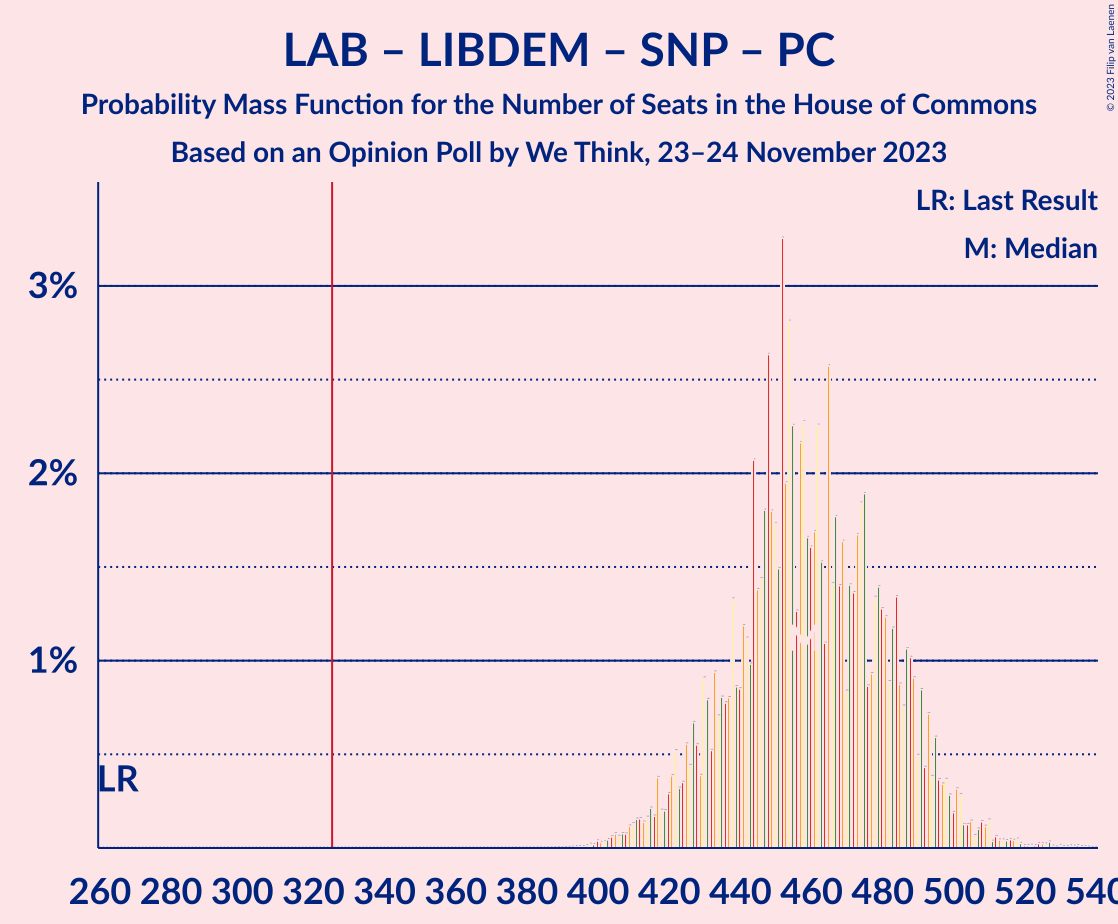 LAB – LIBDEM – SNP – PC
Probability Mass Function for the Number of Seats in the House of Commons
Based on an Opinion Poll by We Think, 23–24 November 2023
© 2023 Filip van Laenen
LR: Last Result
M: Median
3%
2%
1%
LR
260 280 300 320 340 360 380 400 420 440 460 480 500 520 540